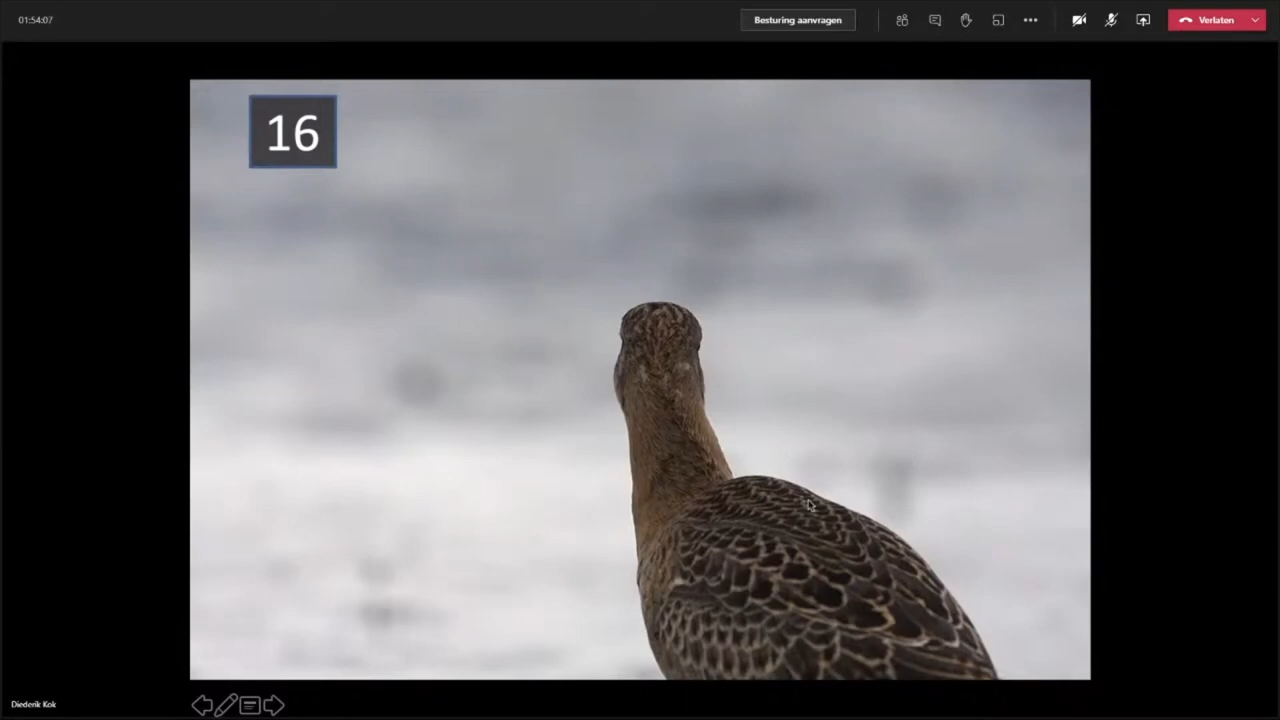 01:54:07
Besturing aanvragen
Verlaten
16
Diederik Kok